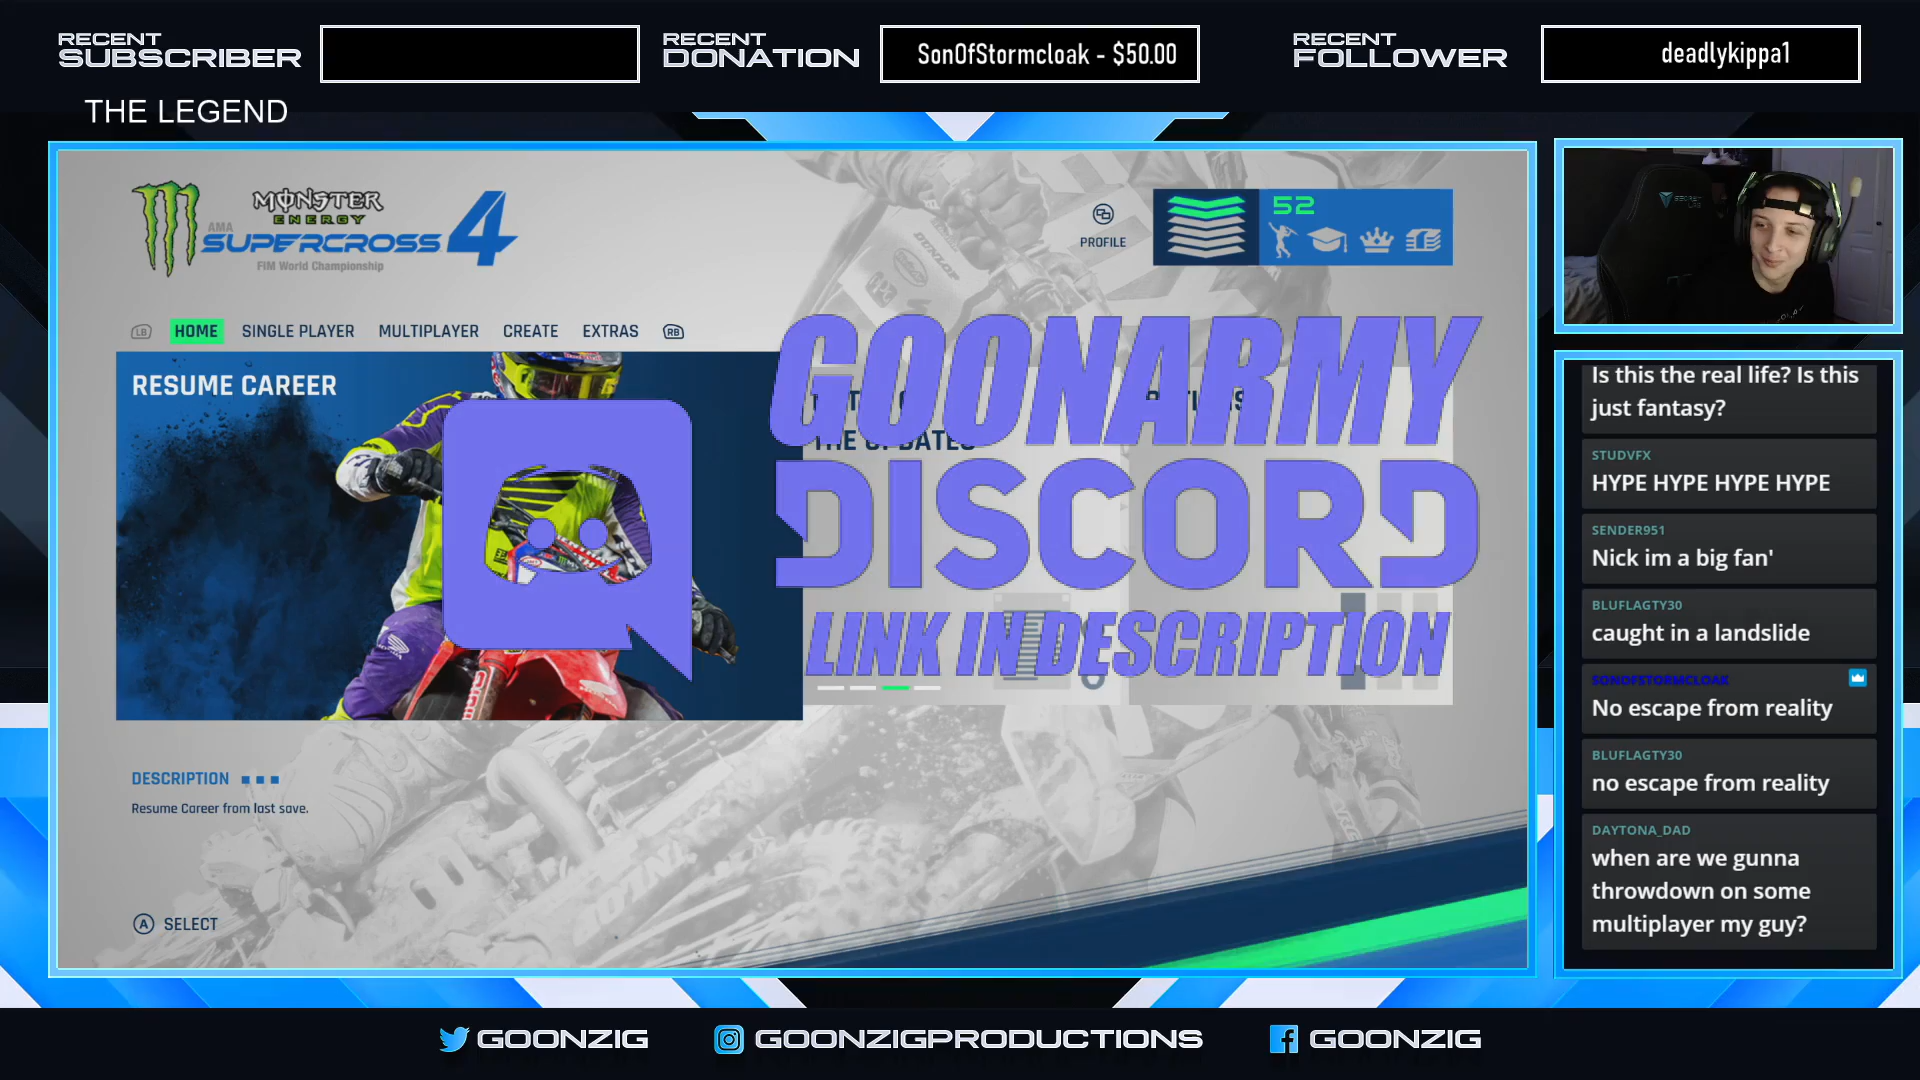 RECENT
SUBSCRIBER
RECENT
DONATION
SonOfStormcloak - $50.00
RECENT
FOLLOWER
deadlykippa1
THE LEGEND
MONSTER
ENERGY
AMA
SUPERCROSS 4
FIM World Championship
PROFILE
52
LB HOME SINGLE PLAYER MULTIPLAYER CREATE EXTRAS RB
RESUME CAREER
GOONARMY
THE UPDATES
DISCORD
LINK IN DESCRIPTION
DESCRIPTION
Resume Career from last save.
A SELECT
Is this the real life? Is this
just fantasy?
STUDVFX
HYPE HYPE HYPE HYPE
SENDER951
Nick im a big fan'
BLUFLAGTY30
caught in a landslide
SONOFSTORMCLOAK
No escape from reality
BLUFLAGTY30
no escape from reality
DAYTONA_DAD
when are we gunna
throwdown on some
multiplayer my guy?
GOONZIG
GOONZIGPRODUCTIONS
GOONZIG